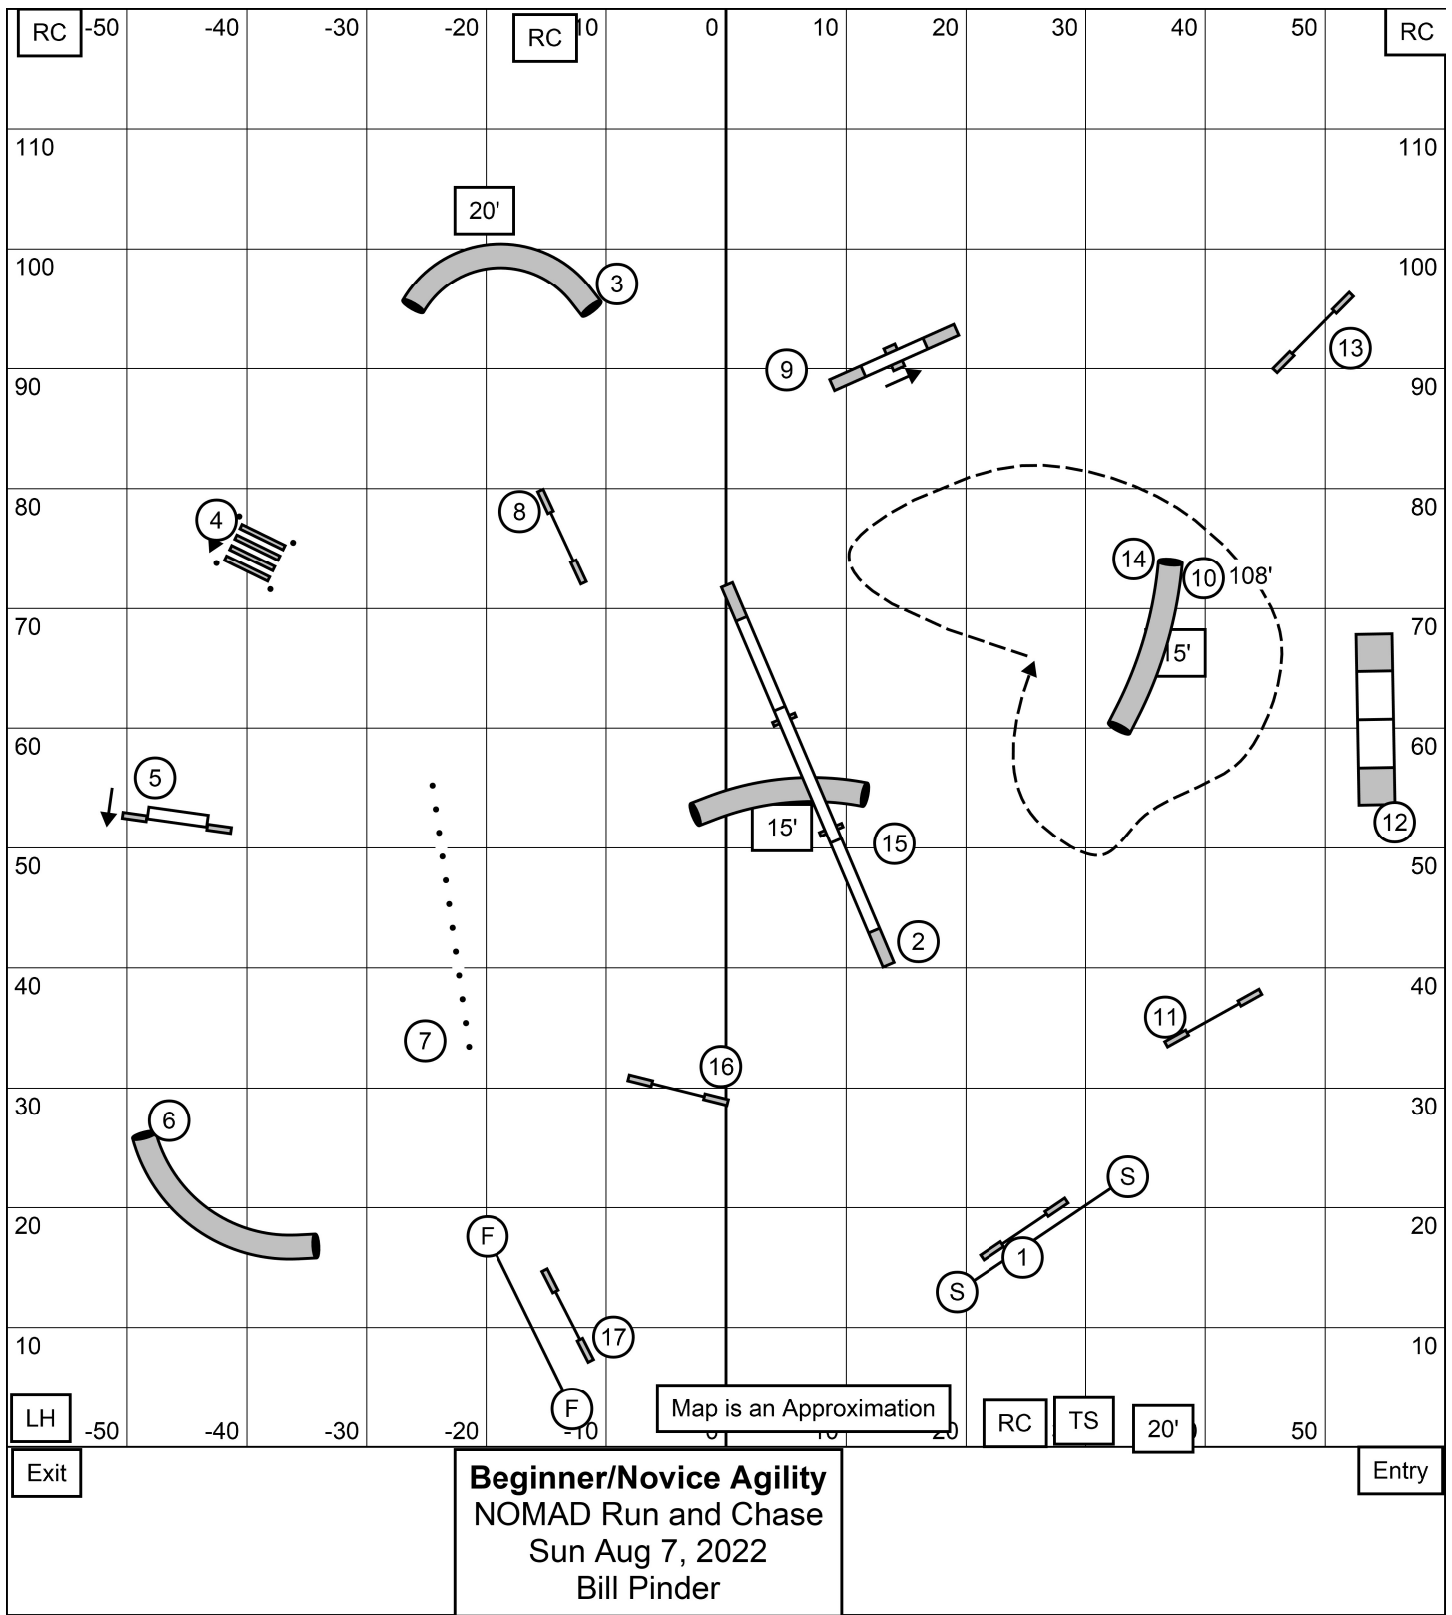 RC -50 -40 -30 -20 RC 10 0 10 20 30 40 50 RC
110 110
20'
100 3 100
13
9
90 90
80 8 80
4
14 10 108'
70 70
15'
60 60
5
15' 12
15
50 50
2
40 40
11
7
16
30 30
6
S
20 20
F
1
S
17
10 10
LH -50 -40 -30 -20 F -10 0 Map is an Approximation 10 20 RC TS 20' 50
Exit Entry
Beginner/Novice Agility
NOMAD Run and Chase
Sun Aug 7, 2022
Bill Pinder